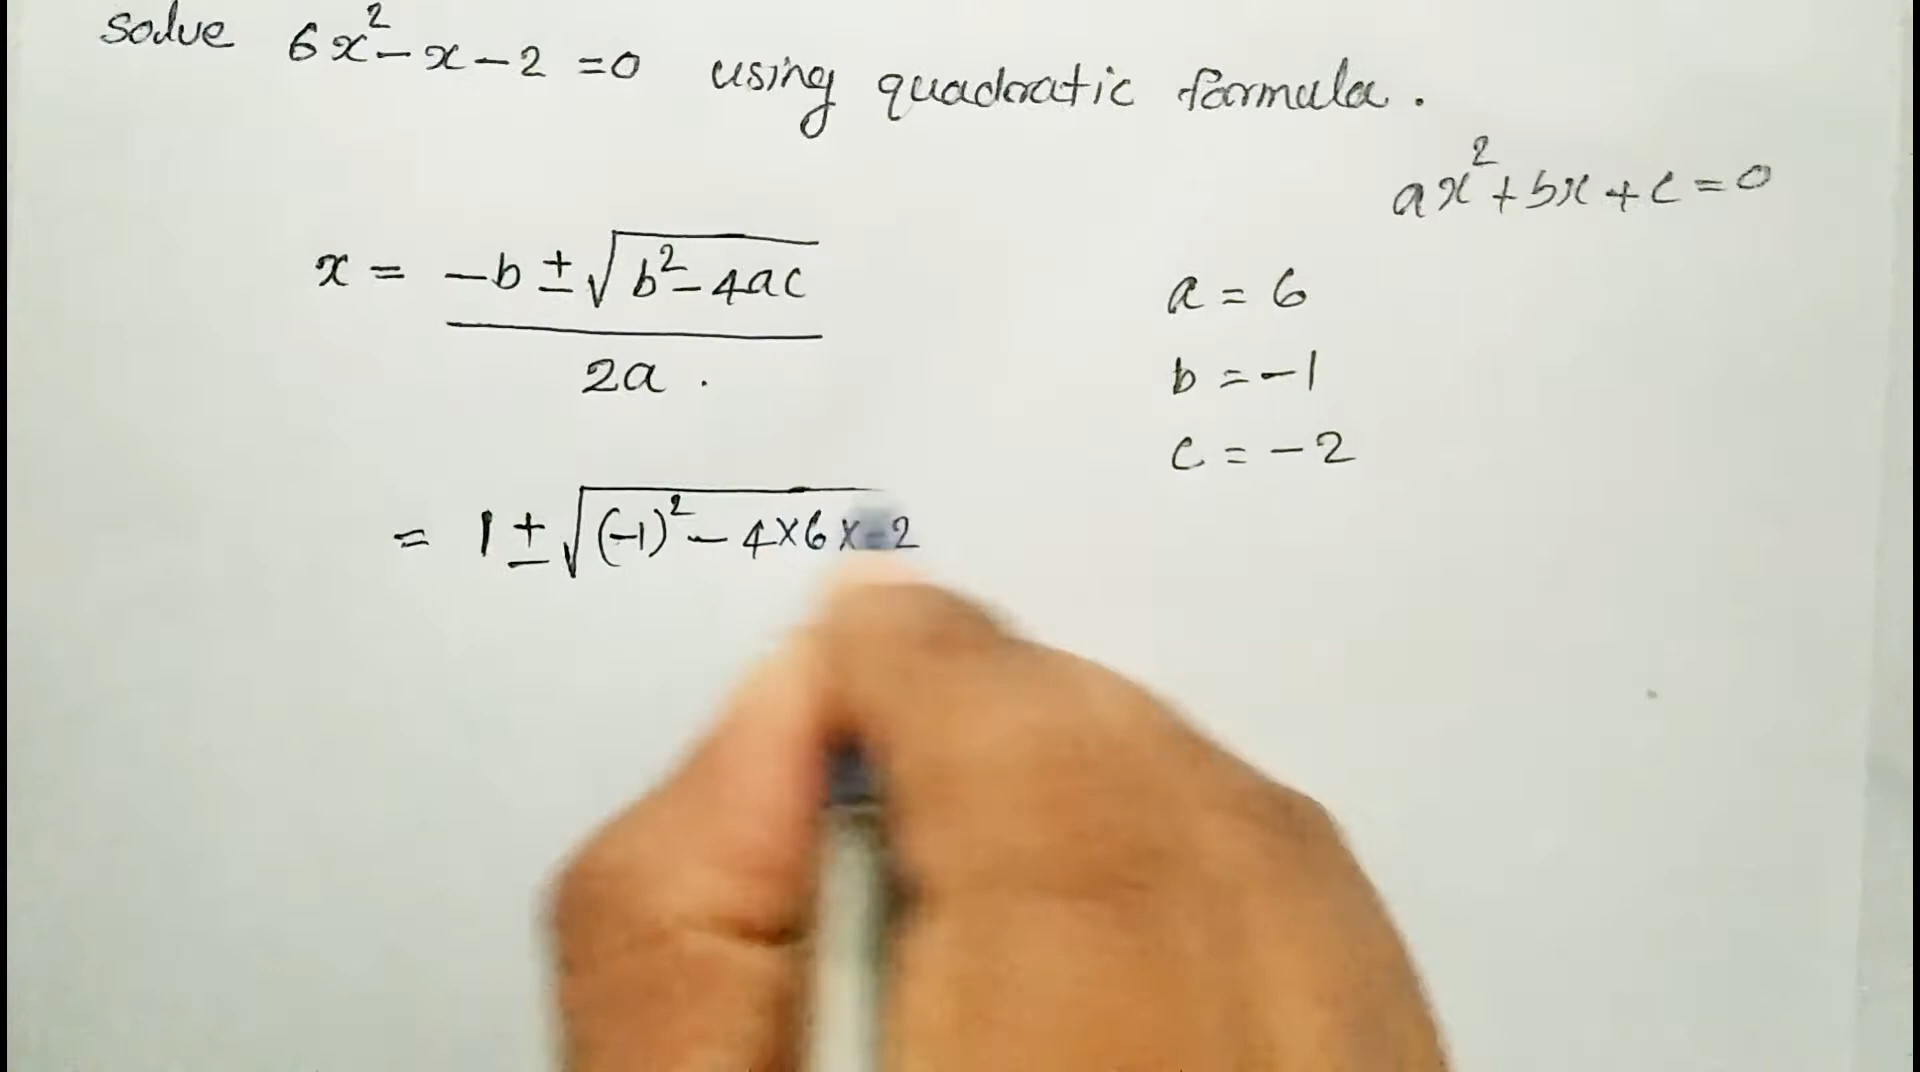 solve 6x² - x - 2 = 0 using quadratic formula.
ax² + bx + c = 0
x = (-b ± √(b² - 4ac)) / 2a .
a = 6
b = -1
c = -2
= 1 ± √((-1)² - 4×6×-2